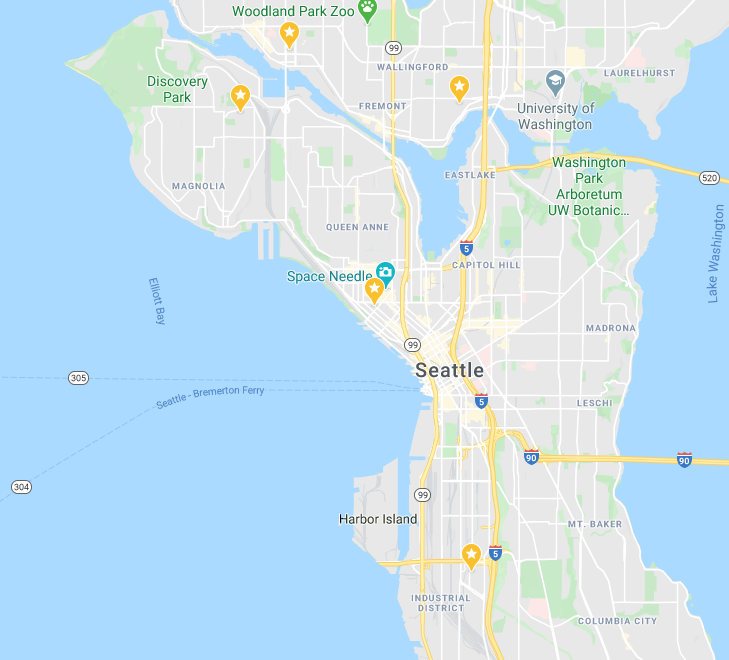 Woodland Park Zoo
99
WALLINGFORD
LAURELHURST
Discovery
Park
FREMONT
University of
Washington
Washington
Park
Arboretum
UW Botanic...
520
EASTLAKE
MAGNOLIA
QUEEN ANNE
Lake Washington
5
CAPITOL HILL
Space Needle
Elliott Bay
MADRONA
99
Seattle
305
Seattle - Bremerton Ferry
5
LESCHI
90
90
304
99
Harbor Island
MT. BAKER
5
INDUSTRIAL
DISTRICT
COLUMBIA CITY